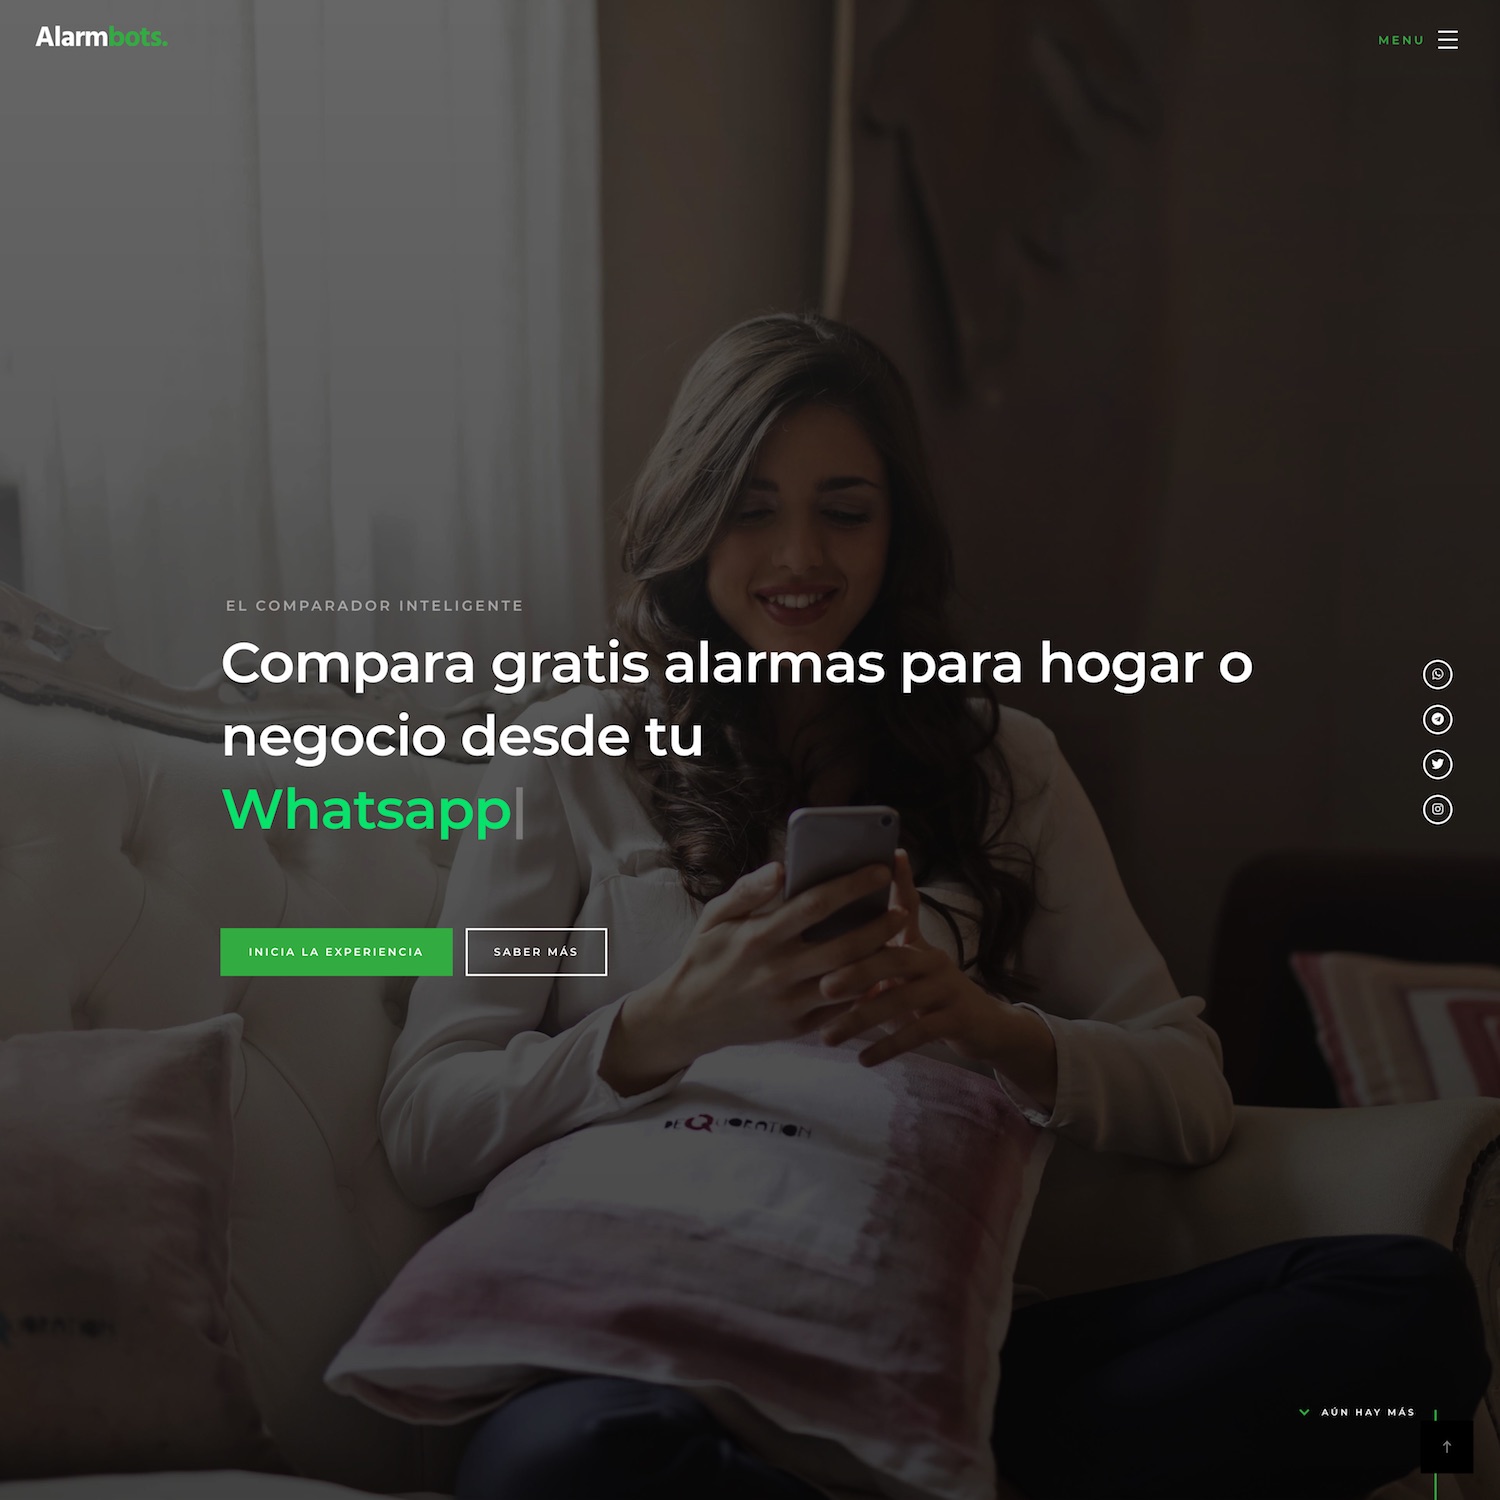 Alarmbots.
MENU
EL COMPARADOR INTELIGENTE
Compara gratis alarmas para hogar o
negocio desde tu
Whatsapp
INICIA LA EXPERIENCIA
SABER MÁS
AÚN HAY MÁS